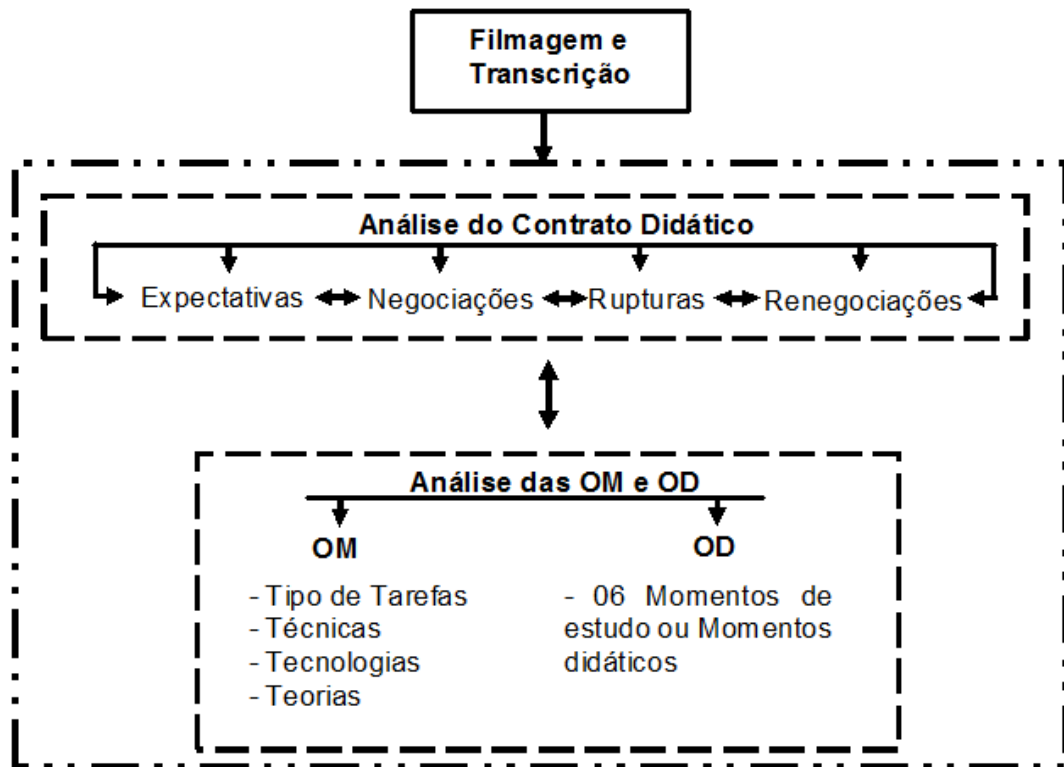 Filmagem e
Transcrição
Análise do Contrato Didático
Expectativas Negociações Rupturas Renegociações
Análise das OM e OD
OM
- Tipo de Tarefas
- Técnicas
- Tecnologias
- Teorias
OD
- 06 Momentos de
estudo ou Momentos
didáticos